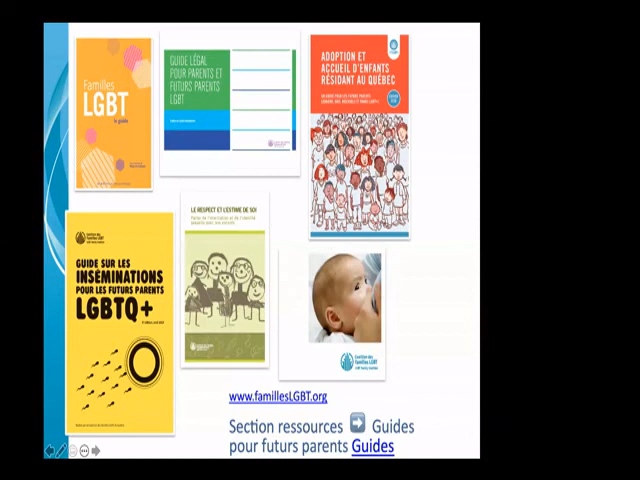 Familles
LGBT
le guide
GUIDE LÉGAL
POUR PARENTS ET
FUTURS PARENTS
LGBT
ADOPTION ET
ACCUEIL D'ENFANTS
RÉSIDANT AU QUÉBEC
GUIDE SUR LES
INSÉMINATIONS
POUR LES FUTURS PARENTS
LGBTQ+
LE RESPECT ET L'ESTIME DE SOI
Coalition des
Familles LGBT
www.famillesLGBT.org
Section ressources ➡ Guides
pour futurs parents Guides